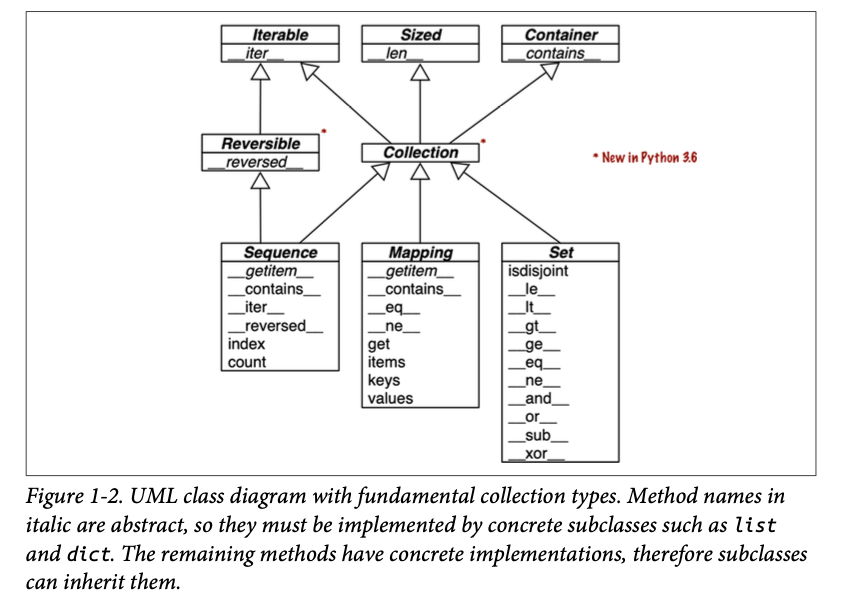 Iterable
__iter__
Sized
__len__
Container
__contains__
Reversible
__reversed__
*
Collection
*
* New in Python 3.6
Sequence
__getitem__
__contains__
__iter__
__reversed__
index
count
Mapping
__getitem__
__contains__
__eq__
__ne__
get
items
keys
values
Set
isdisjoint
__le__
__lt__
__gt__
__ge__
__eq__
__ne__
__and__
__or__
__sub__
__xor__
Figure 1-2. UML class diagram with fundamental collection types. Method names in
italic are abstract, so they must be implemented by concrete subclasses such as list
and dict. The remaining methods have concrete implementations, therefore subclasses
can inherit them.